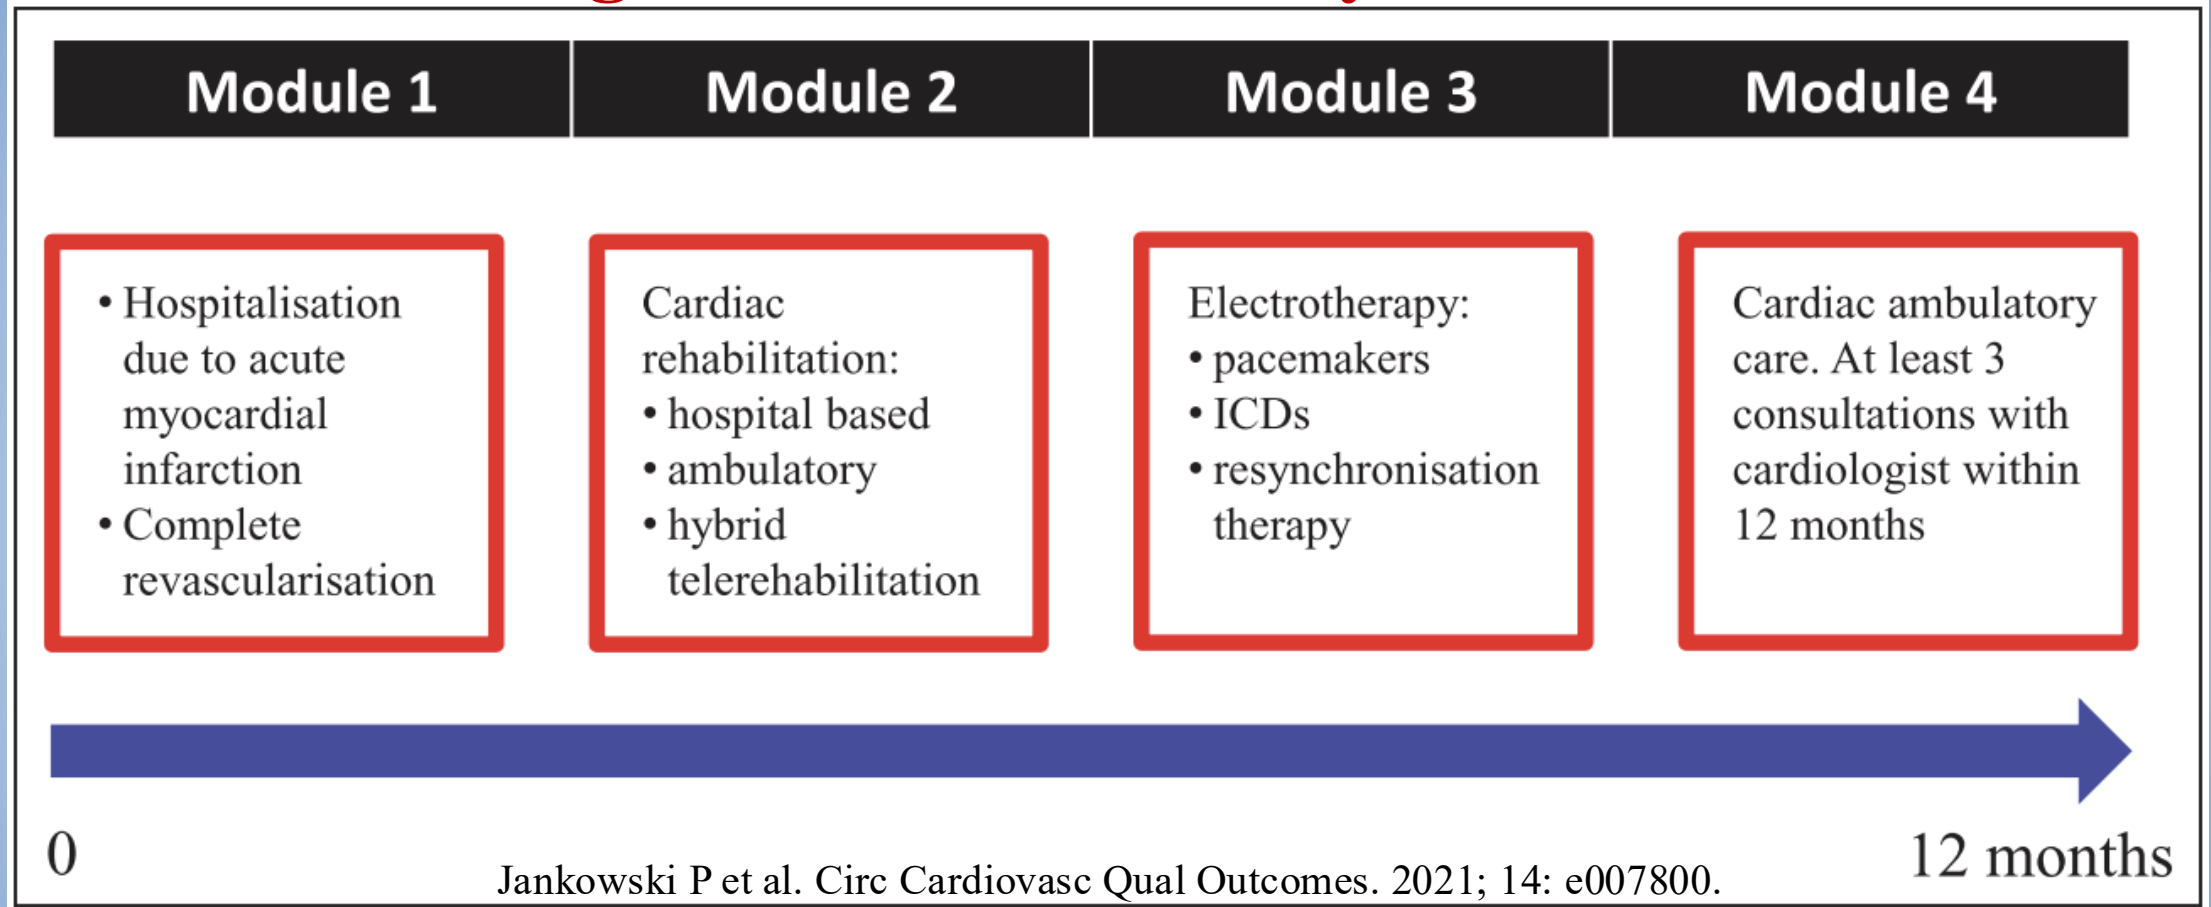 Module 1
Module 2
Module 3
Module 4
• Hospitalisation
due to acute
myocardial
infarction
• Complete
revascularisation
Cardiac
rehabilitation:
• hospital based
• ambulatory
• hybrid
telerehabilitation
Electrotherapy:
• pacemakers
• ICDs
• resynchronisation
therapy
Cardiac ambulatory
care. At least 3
consultations with
cardiologist within
12 months
0
12 months
Jankowski P et al. Circ Cardiovasc Qual Outcomes. 2021; 14: e007800.